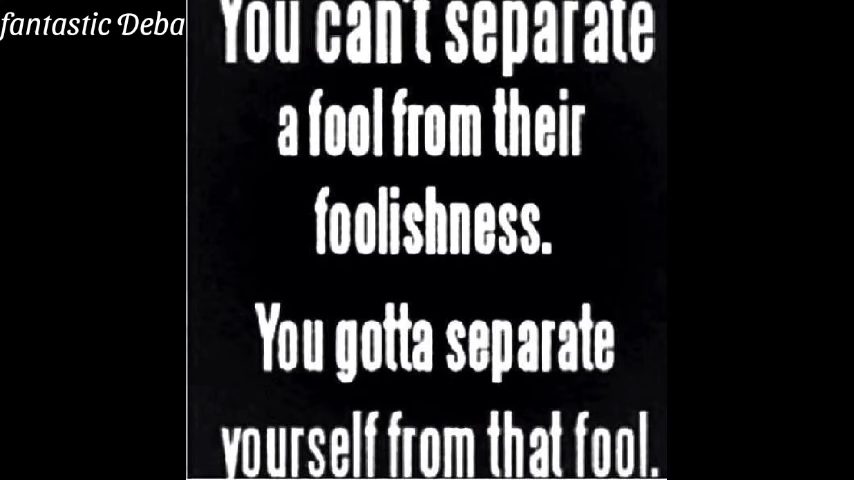 fantastic Deba
You can't separate
a fool from their
foolishness.
You gotta separate
yourself from that fool.